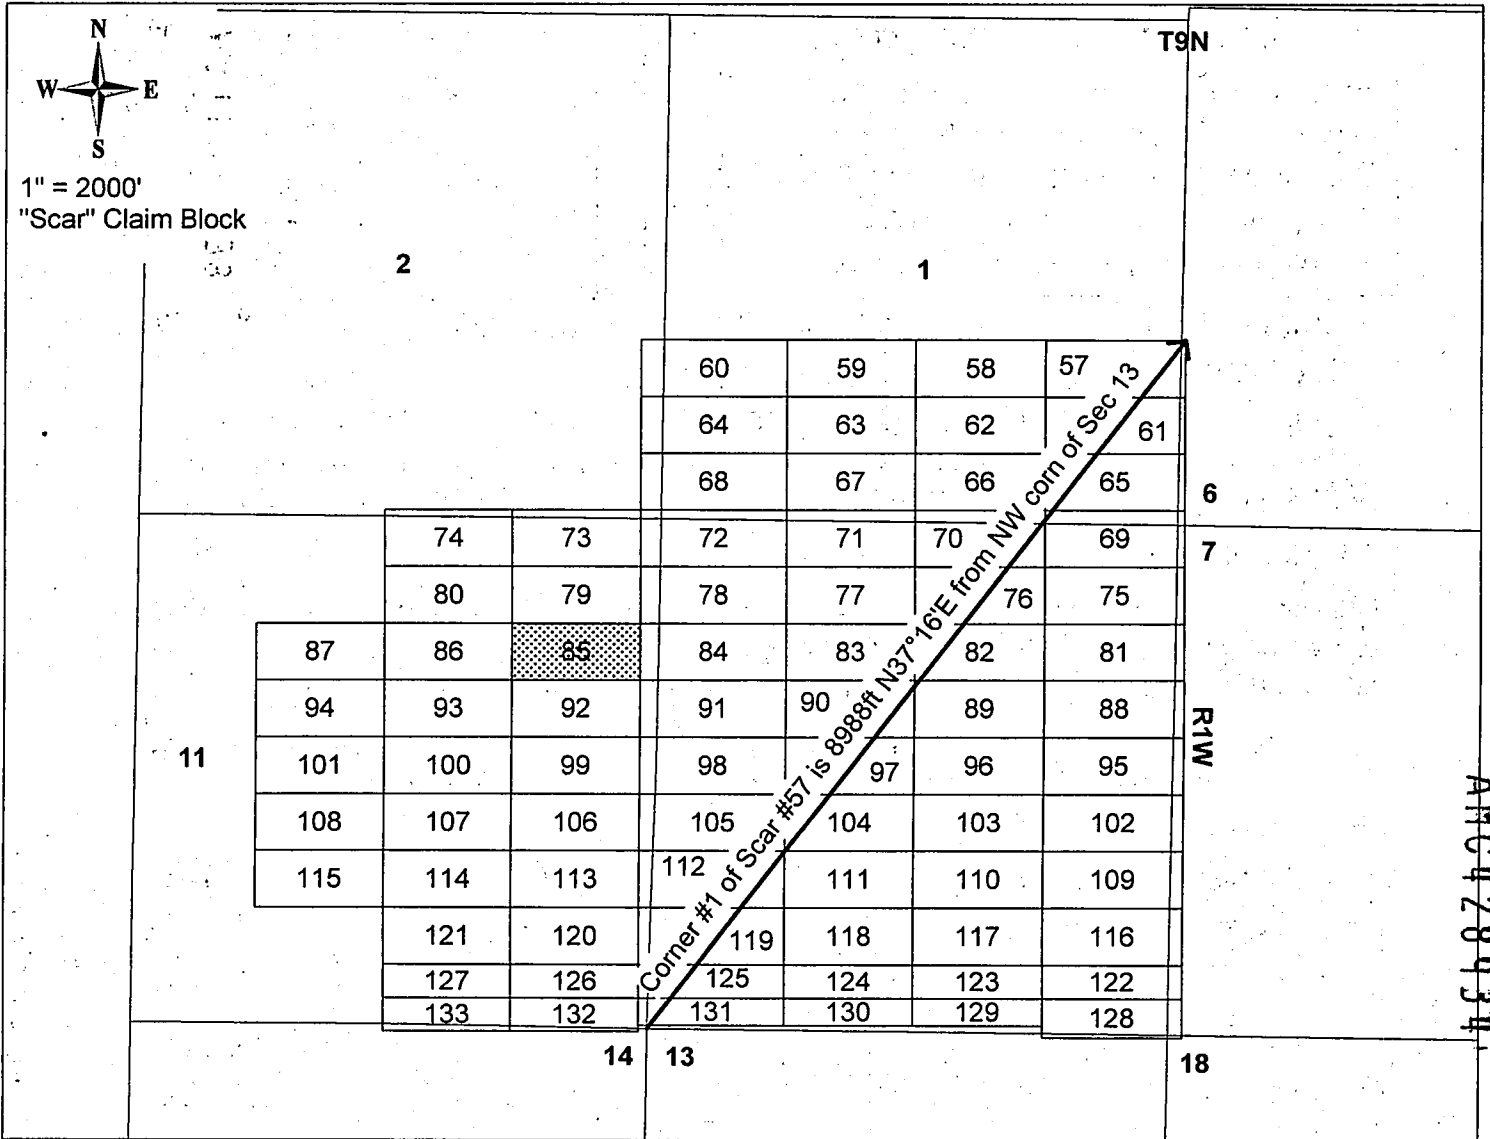 N
W E
S
1" = 2000'
"Scar" Claim Block
T9N
2
1
60 59 58 57
64 63 62 61
68 67 66 65
6
74 73 72 71 70 69
7
80 79 78 77 76 75
87 86 85 84 83 82 81
94 93 92 91 90 89 88
R1W
11
101 100 99 98 97 96 95
108 107 106 105 104 103 102
115 114 113 112 111 110 109
121 120 119 118 117 116
127 126 125 124 123 122
133 132 131 130 129 128
14 13
18
Corner #1 of Scar #57 is 8988ft N37°16'E from NW corn of Sec 13